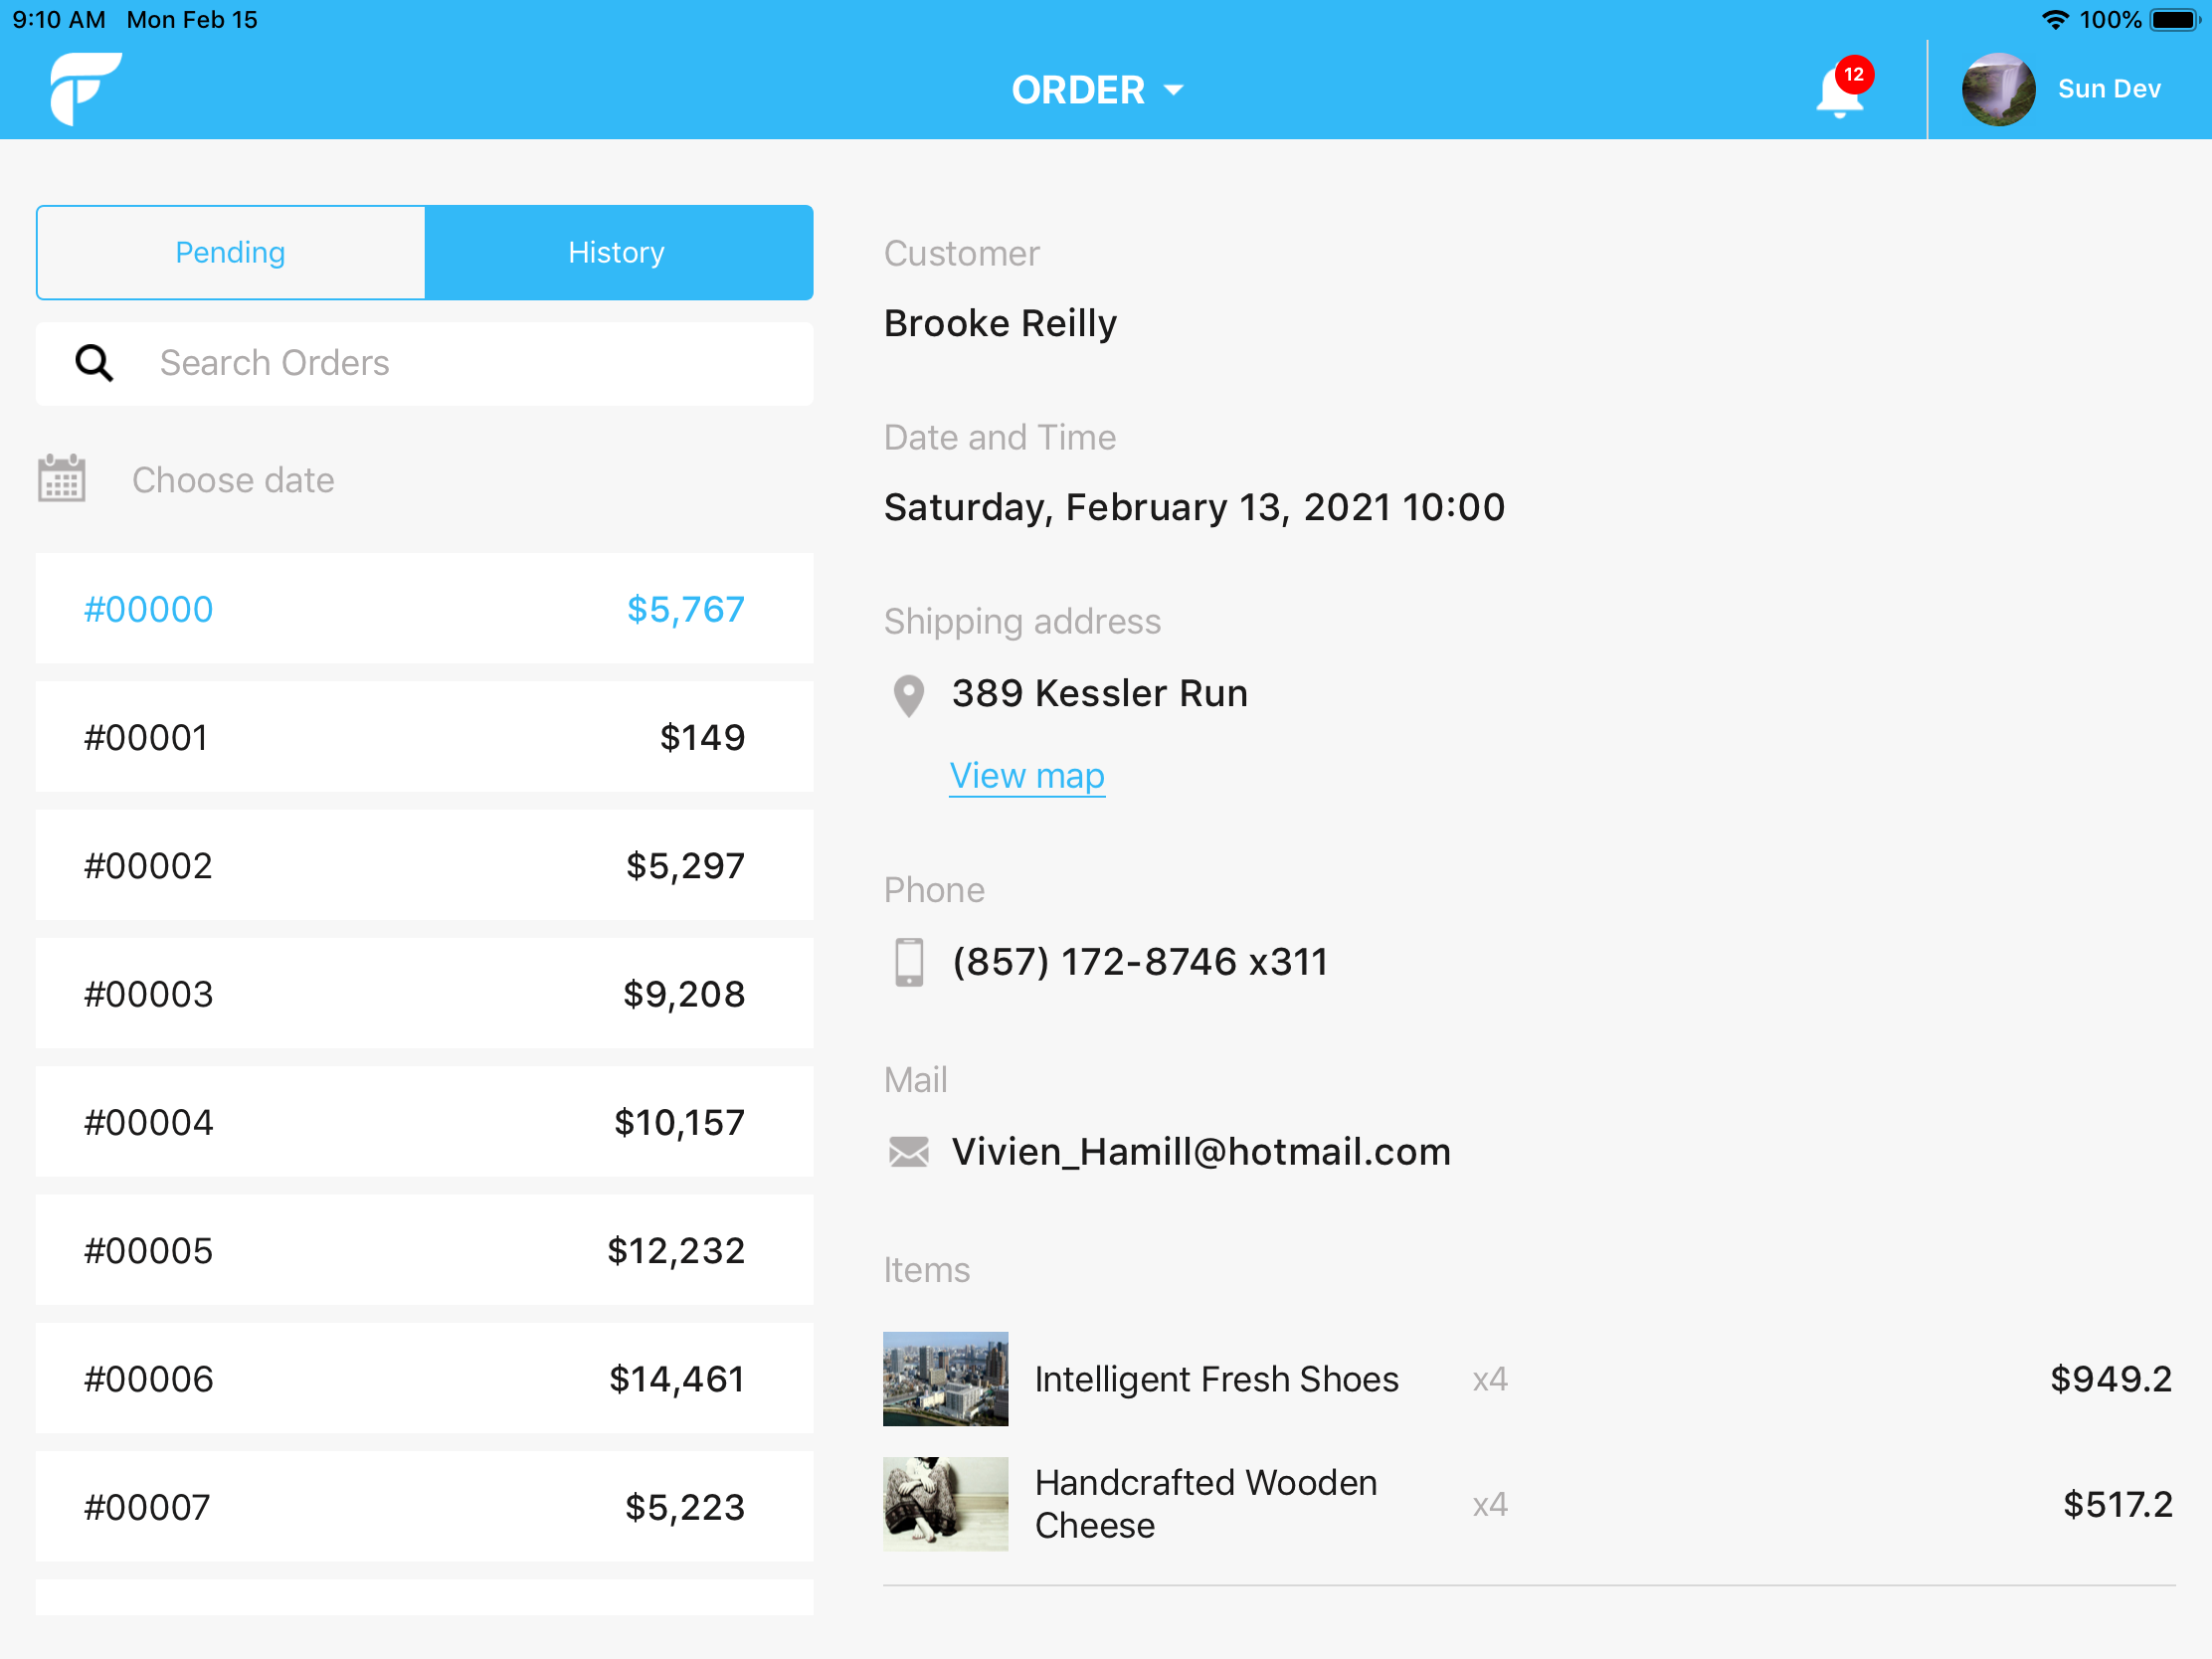 9:10 AM Mon Feb 15
100%
ORDER
12
Sun Dev
Pending
History
Search Orders
Choose date
#00000 $5,767
#00001 $149
#00002 $5,297
#00003 $9,208
#00004 $10,157
#00005 $12,232
#00006 $14,461
#00007 $5,223
Customer
Brooke Reilly
Date and Time
Saturday, February 13, 2021 10:00
Shipping address
389 Kessler Run
View map
Phone
(857) 172-8746 x311
Mail
Vivien_Hamill@hotmail.com
Items
Intelligent Fresh Shoes x4 $949.2
Handcrafted Wooden
Cheese x4 $517.2